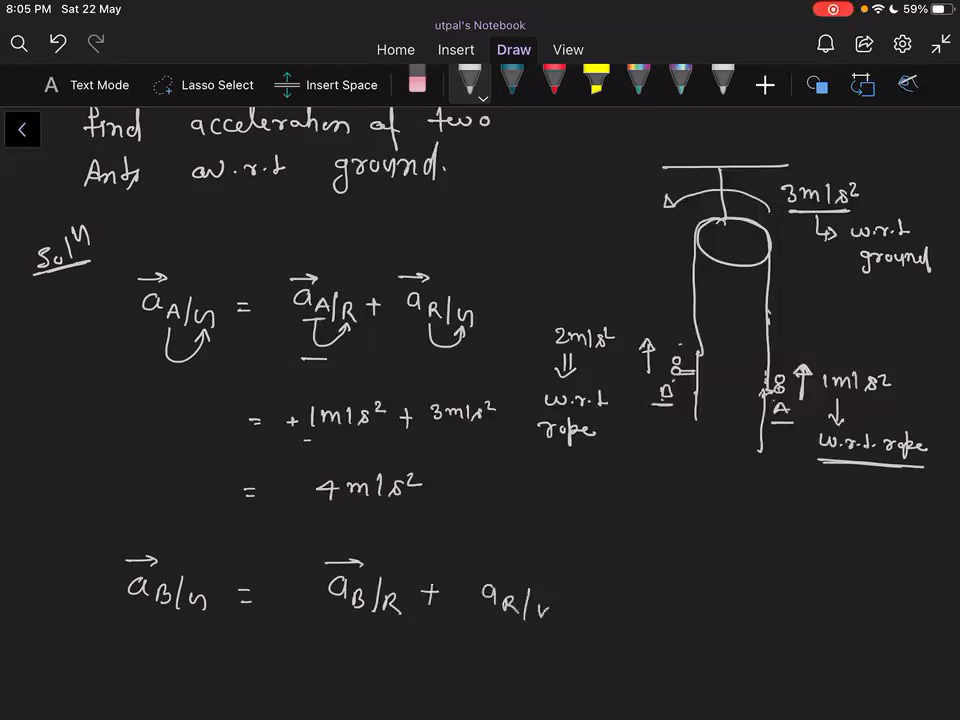 8:05 PM Sat 22 May
59%
utpal's Notebook
Home Insert Draw View
Text Mode Lasso Select Insert Space
find acceleration of two
Ants w.r.t ground.
Solⁿ
a A/G = a A/R + a R/G
= + 1m/s² + 3m/s²
= 4 m/s²
a B/G = a B/R + a R/
3m/s²
w.r.t
ground
2m/s²
w.r.t
rope
B
1m/s²
A
w.r.t. rope